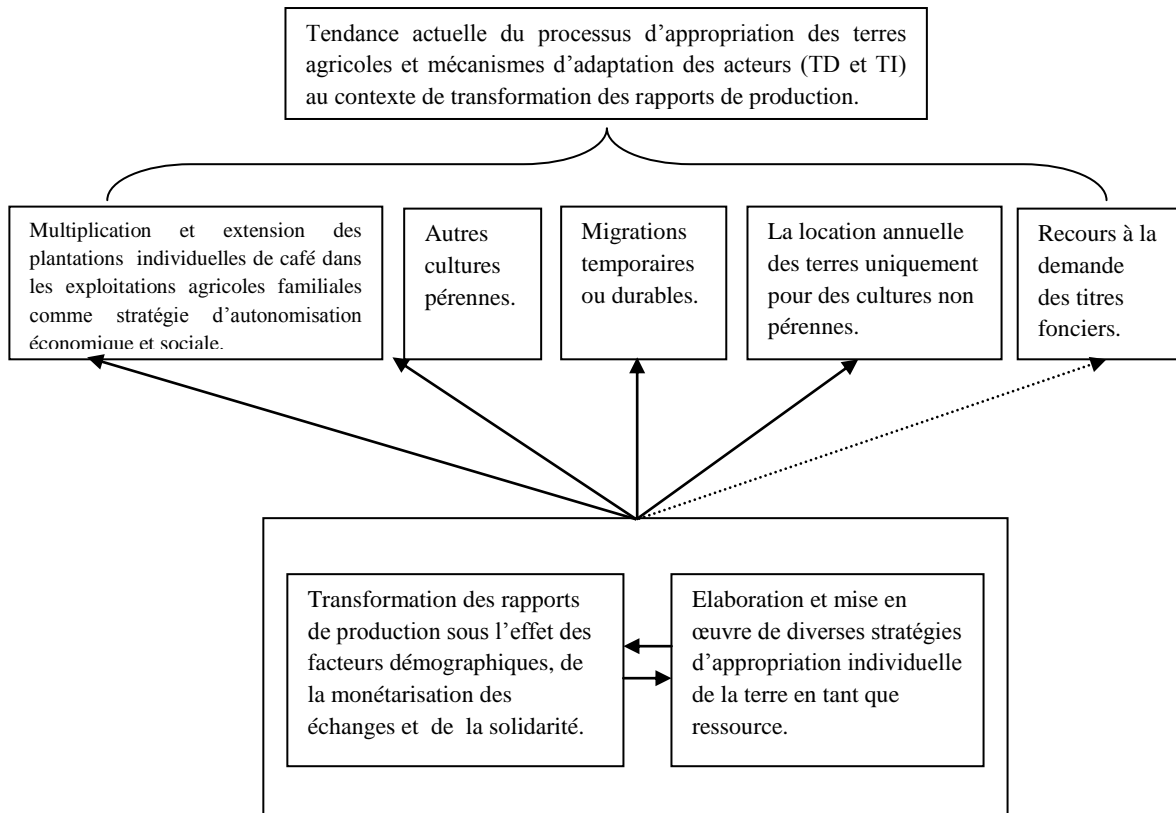 Tendance actuelle du processus d’appropriation des terres
agricoles et mécanismes d’adaptation des acteurs (TD et TI)
au contexte de transformation des rapports de production.
Multiplication et extension des
plantations individuelles de café dans
les exploitations agricoles familiales
comme stratégie d’autonomisation
économique et sociale.
Autres
cultures
pérennes.
Migrations
temporaires
ou durables.
La location annuelle
des terres uniquement
pour des cultures non
pérennes.
Recours à la
demande
des titres
fonciers.
Transformation des rapports
de production sous l’effet des
facteurs démographiques, de
la monétarisation des
échanges et de la solidarité.
Elaboration et mise en
œuvre de diverses stratégies
d’appropriation individuelle
de la terre en tant que
ressource.